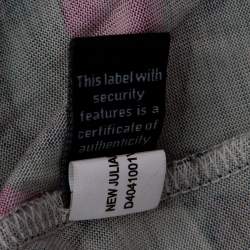 This label with
security
features is a
certificate of
authenticity
NEW JULIA
D4041001